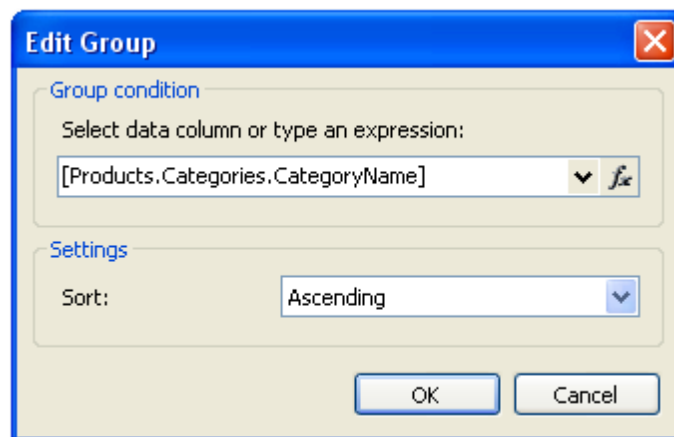 Edit Group
Group condition
Select data column or type an expression:
[Products.Categories.CategoryName]
fx
Settings
Sort: Ascending
OK Cancel